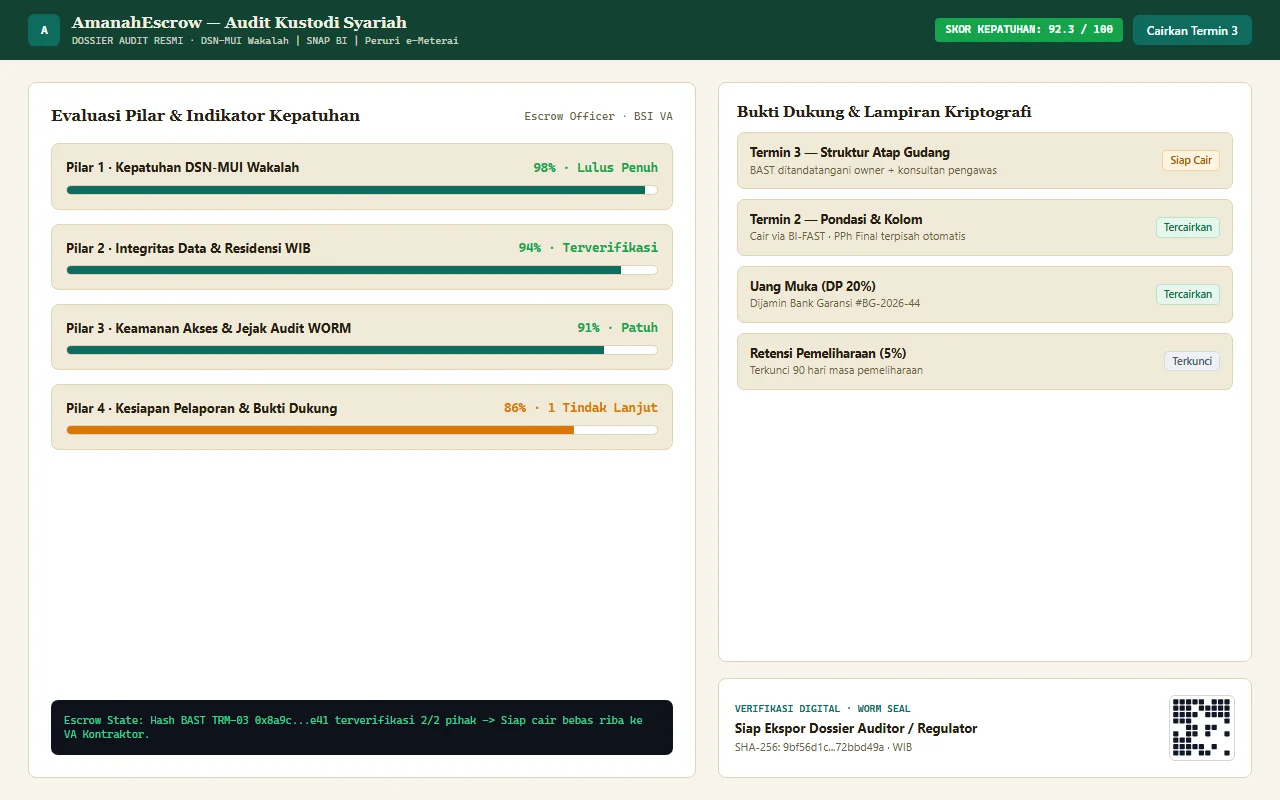 A
AmanahEscrow — Audit Kustodi Syariah
DOSSIER AUDIT RESMI · DSN-MUI Wakalah | SNAP BI | Peruri e-Meterai
SKOR KEPATUHAN: 92.3 / 100
Cairkan Termin 3
Evaluasi Pilar & Indikator Kepatuhan
Escrow Officer · BSI VA
Pilar 1 · Kepatuhan DSN-MUI Wakalah
98% · Lulus Penuh
Pilar 2 · Integritas Data & Residensi WIB
94% · Terverifikasi
Pilar 3 · Keamanan Akses & Jejak Audit WORM
91% · Patuh
Pilar 4 · Kesiapan Pelaporan & Bukti Dukung
86% · 1 Tindak Lanjut
Escrow State: Hash BAST TRM-03 0x8a9c...e41 terverifikasi 2/2 pihak -> Siap cair bebas riba ke
VA Kontraktor.
Bukti Dukung & Lampiran Kriptografi
Termin 3 — Struktur Atap Gudang
BAST ditandatangani owner + konsultan pengawas
Siap Cair
Termin 2 — Pondasi & Kolom
Cair via BI-FAST · PPh Final terpisah otomatis
Tercairkan
Uang Muka (DP 20%)
Dijamin Bank Garansi #BG-2026-44
Tercairkan
Retensi Pemeliharaan (5%)
Terkunci 90 hari masa pemeliharaan
Terkunci
VERIFIKASI DIGITAL · WORM SEAL
Siap Ekspor Dossier Auditor / Regulator
SHA-256: 9bf56d1c...72bbd49a · WIB